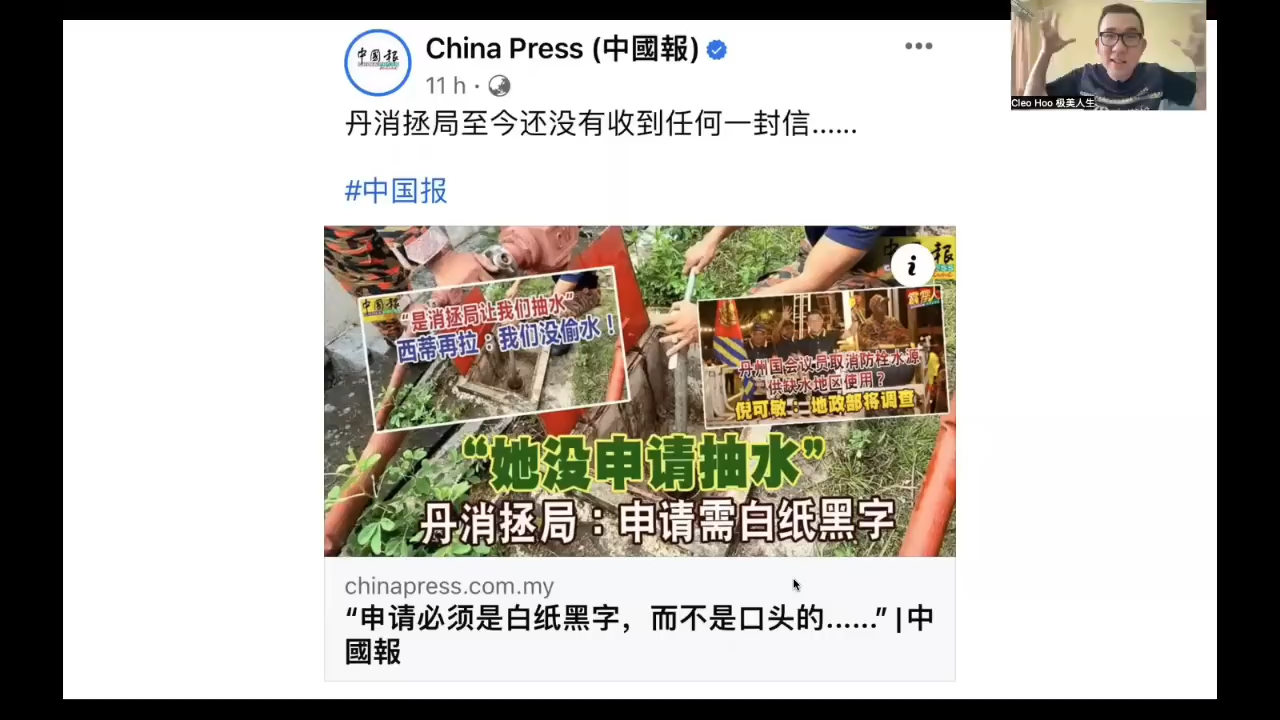 China Press (中國報)
11 h ·
丹消拯局至今还没有收到任何一封信......
#中国报
中國報
“是消拯局让我们抽水”
西蒂再拉：我们没偷水！
丹州国会议员取消防栓水源
供缺水地区使用？
倪可敏：地政部将调查
“她没申请抽水”
丹消拯局：申请需白纸黑字
chinapress.com.my
“申请必须是白纸黑字，而不是口头的......” | 中
國報
Cleo Hoo 极美人生